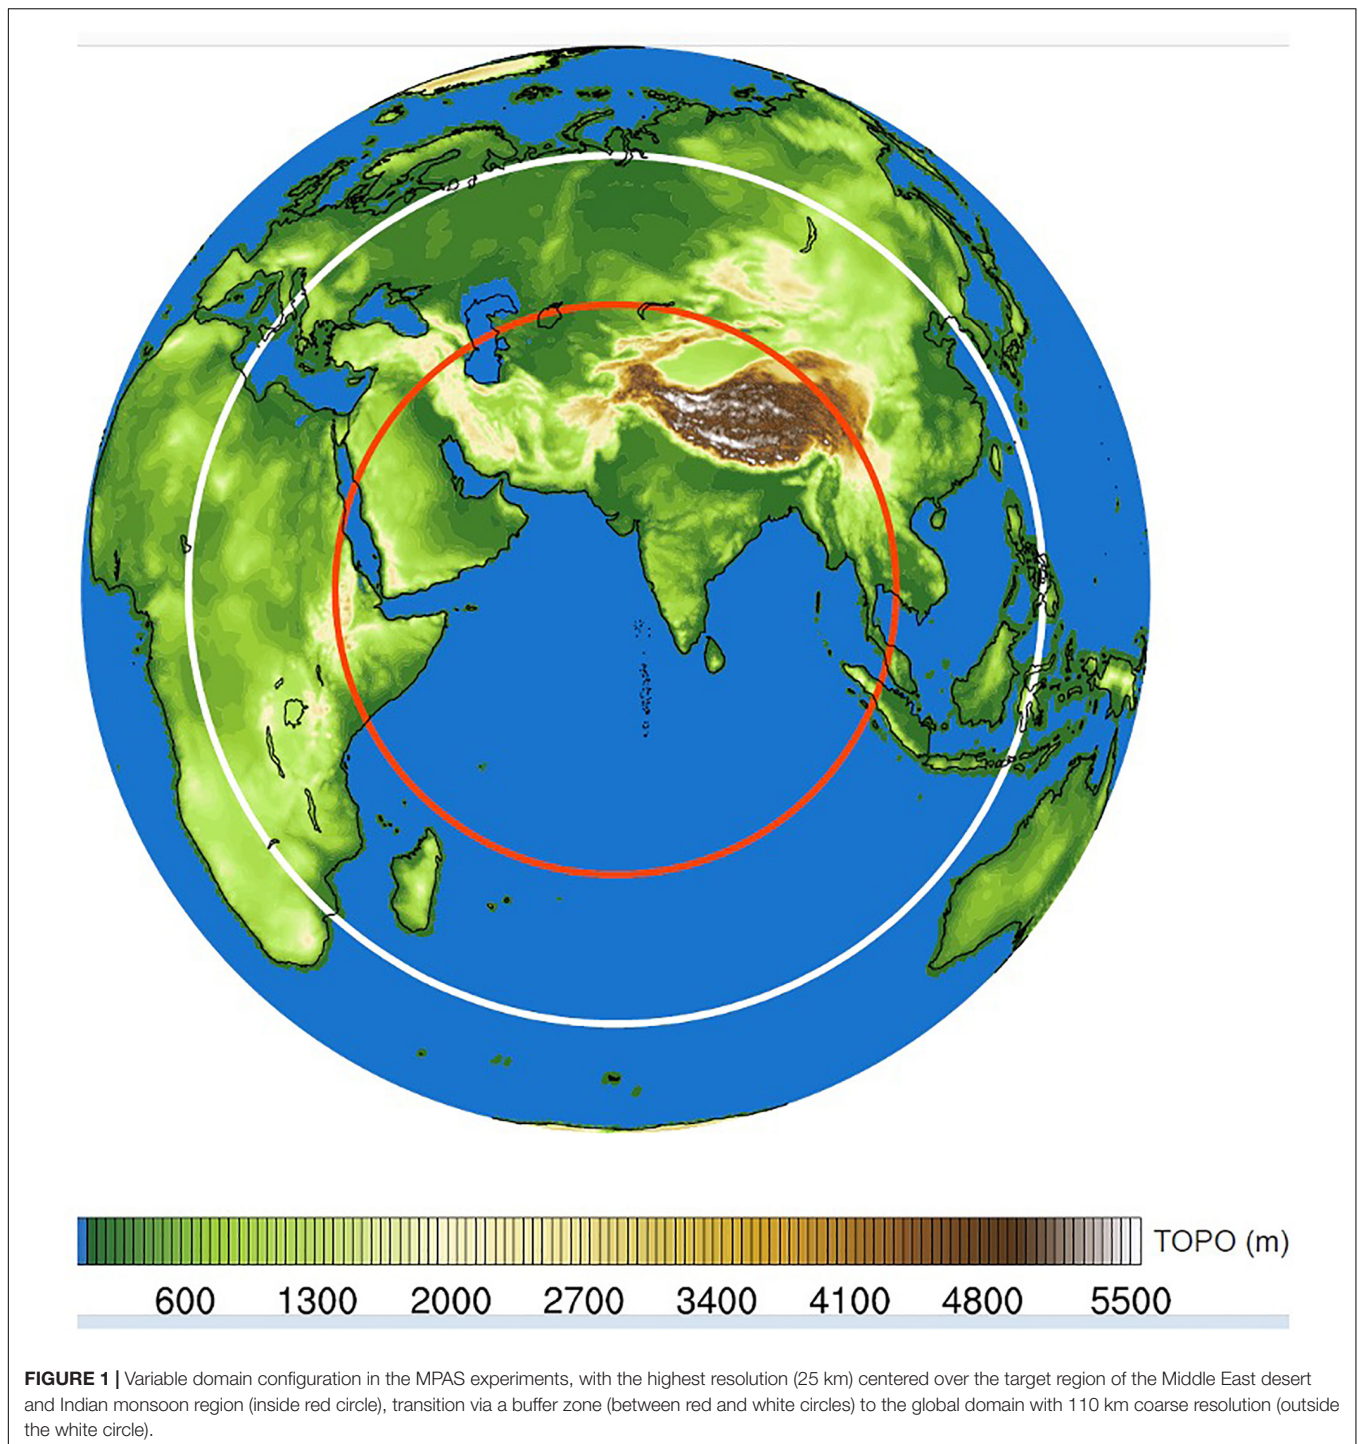 TOPO (m)
600 1300 2000 2700 3400 4100 4800 5500
FIGURE 1 | Variable domain configuration in the MPAS experiments, with the highest resolution (25 km) centered over the target region of the Middle East desert
and Indian monsoon region (inside red circle), transition via a buffer zone (between red and white circles) to the global domain with 110 km coarse resolution (outside
the white circle).